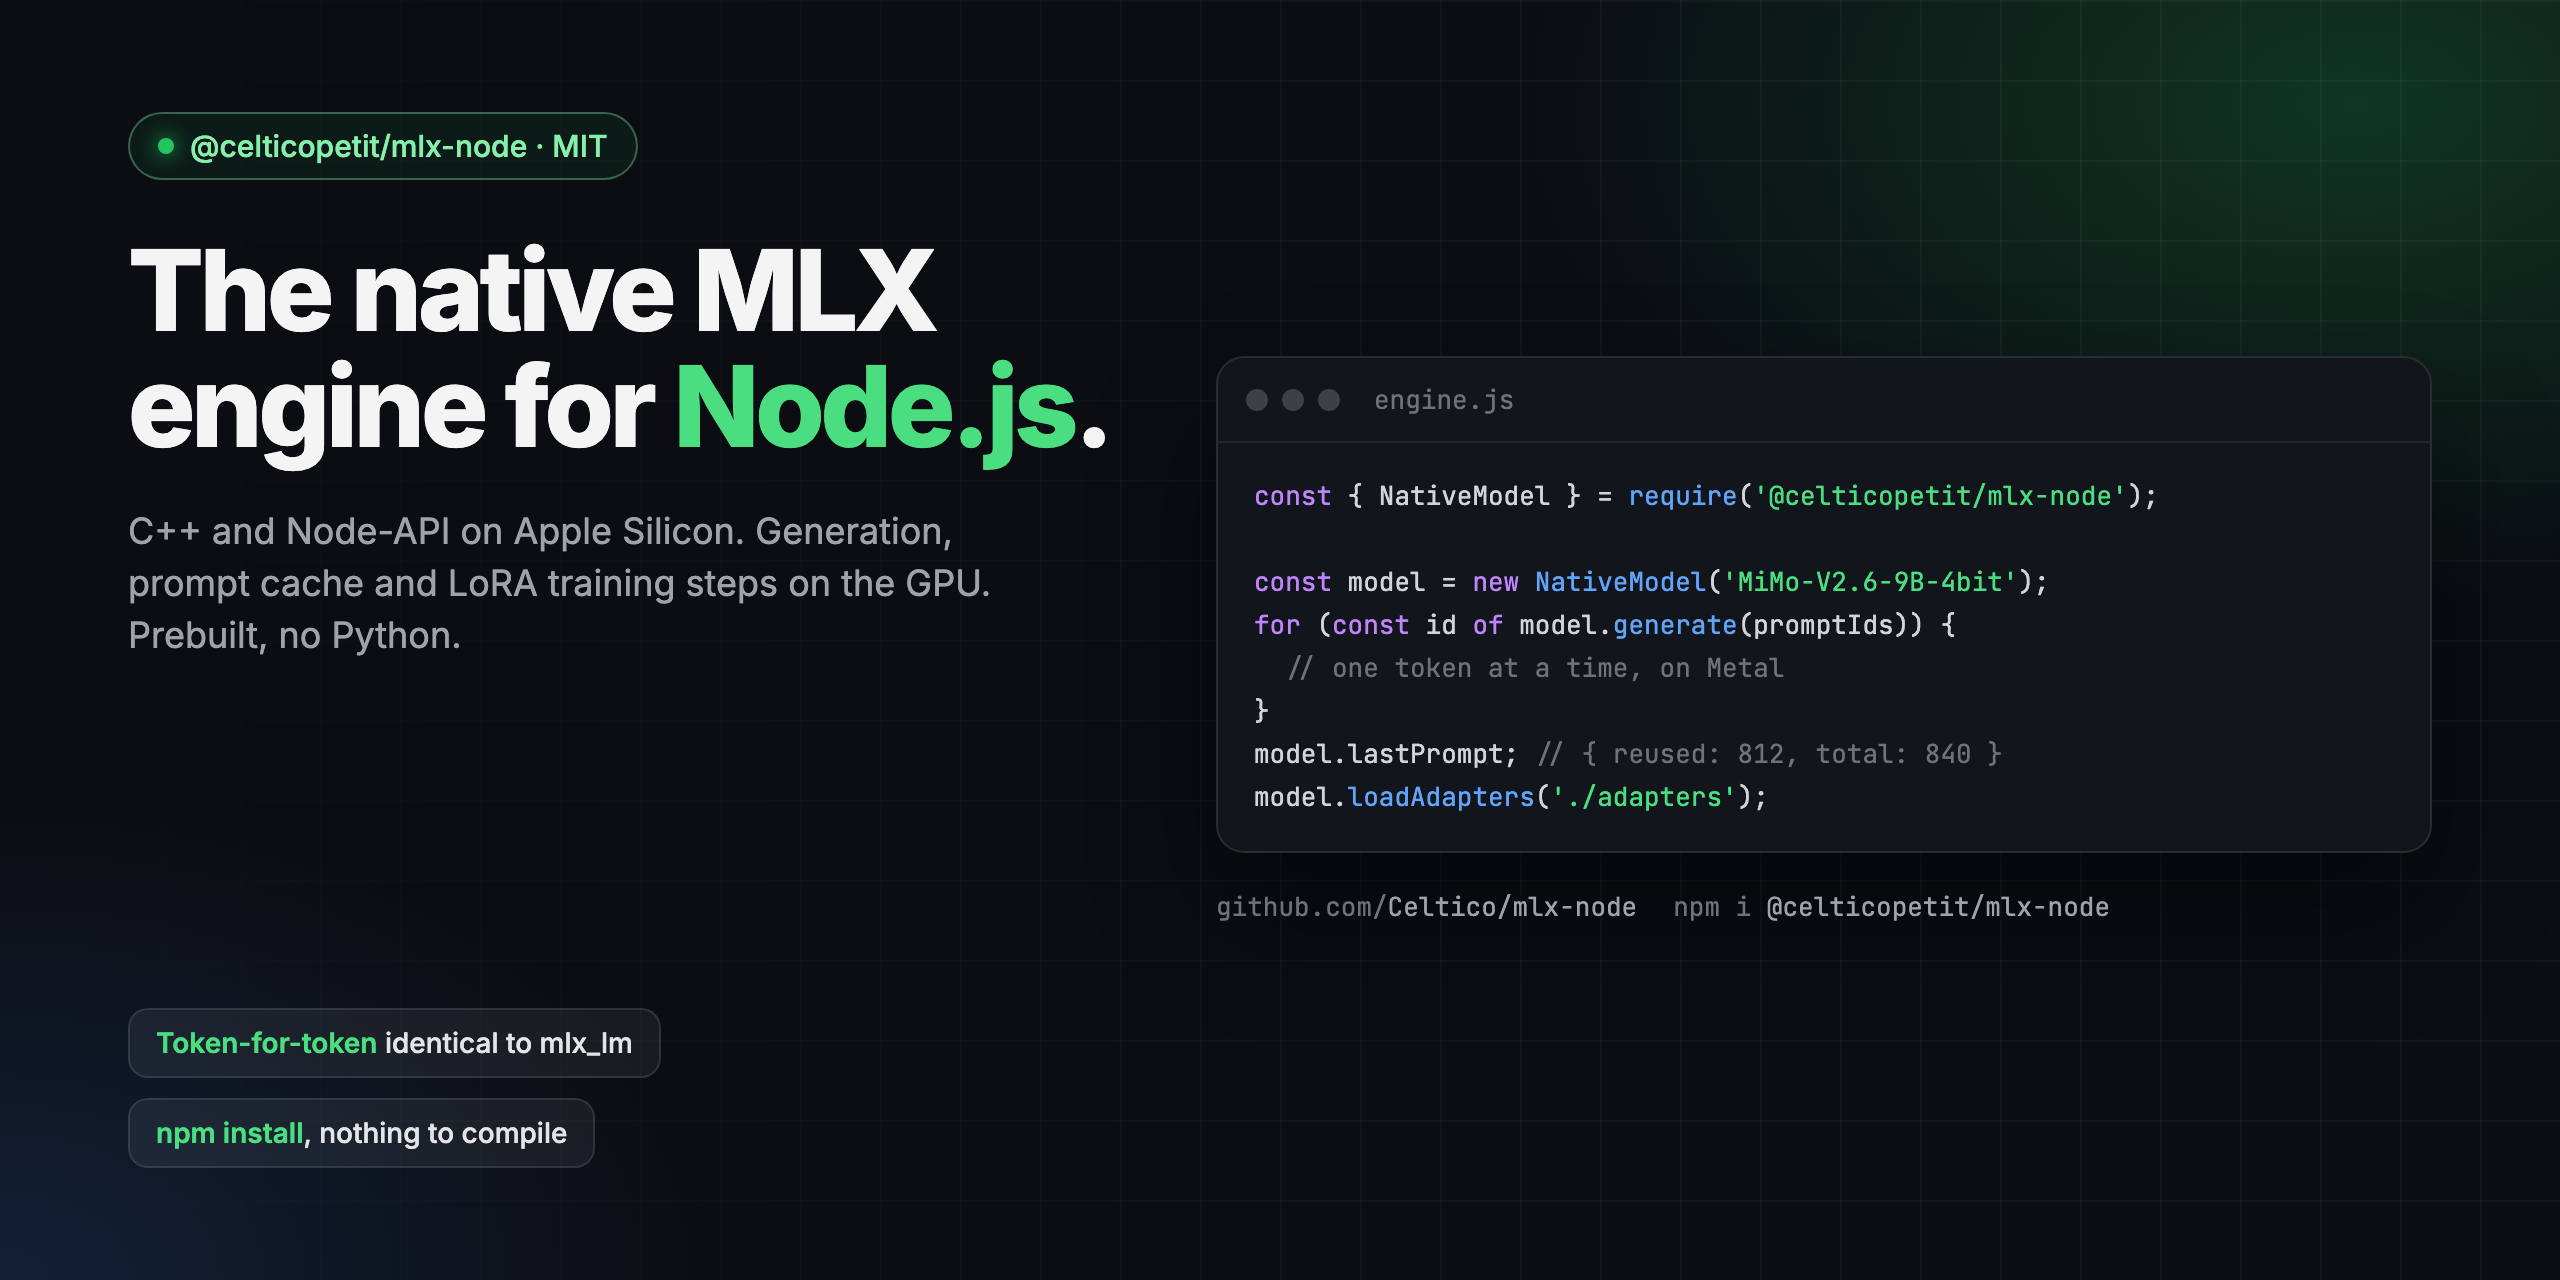 @celticopetit/mlx-node · MIT
The native MLX
engine for Node.js.
C++ and Node-API on Apple Silicon. Generation,
prompt cache and LoRA training steps on the GPU.
Prebuilt, no Python.
Token-for-token identical to mlx_lm
npm install, nothing to compile
engine.js
const { NativeModel } = require('@celticopetit/mlx-node');
const model = new NativeModel('MiMo-V2.6-9B-4bit');
for (const id of model.generate(promptIds)) {
  // one token at a time, on Metal
}
model.lastPrompt; // { reused: 812, total: 840 }
model.loadAdapters('./adapters');
github.com/Celtico/mlx-node npm i @celticopetit/mlx-node